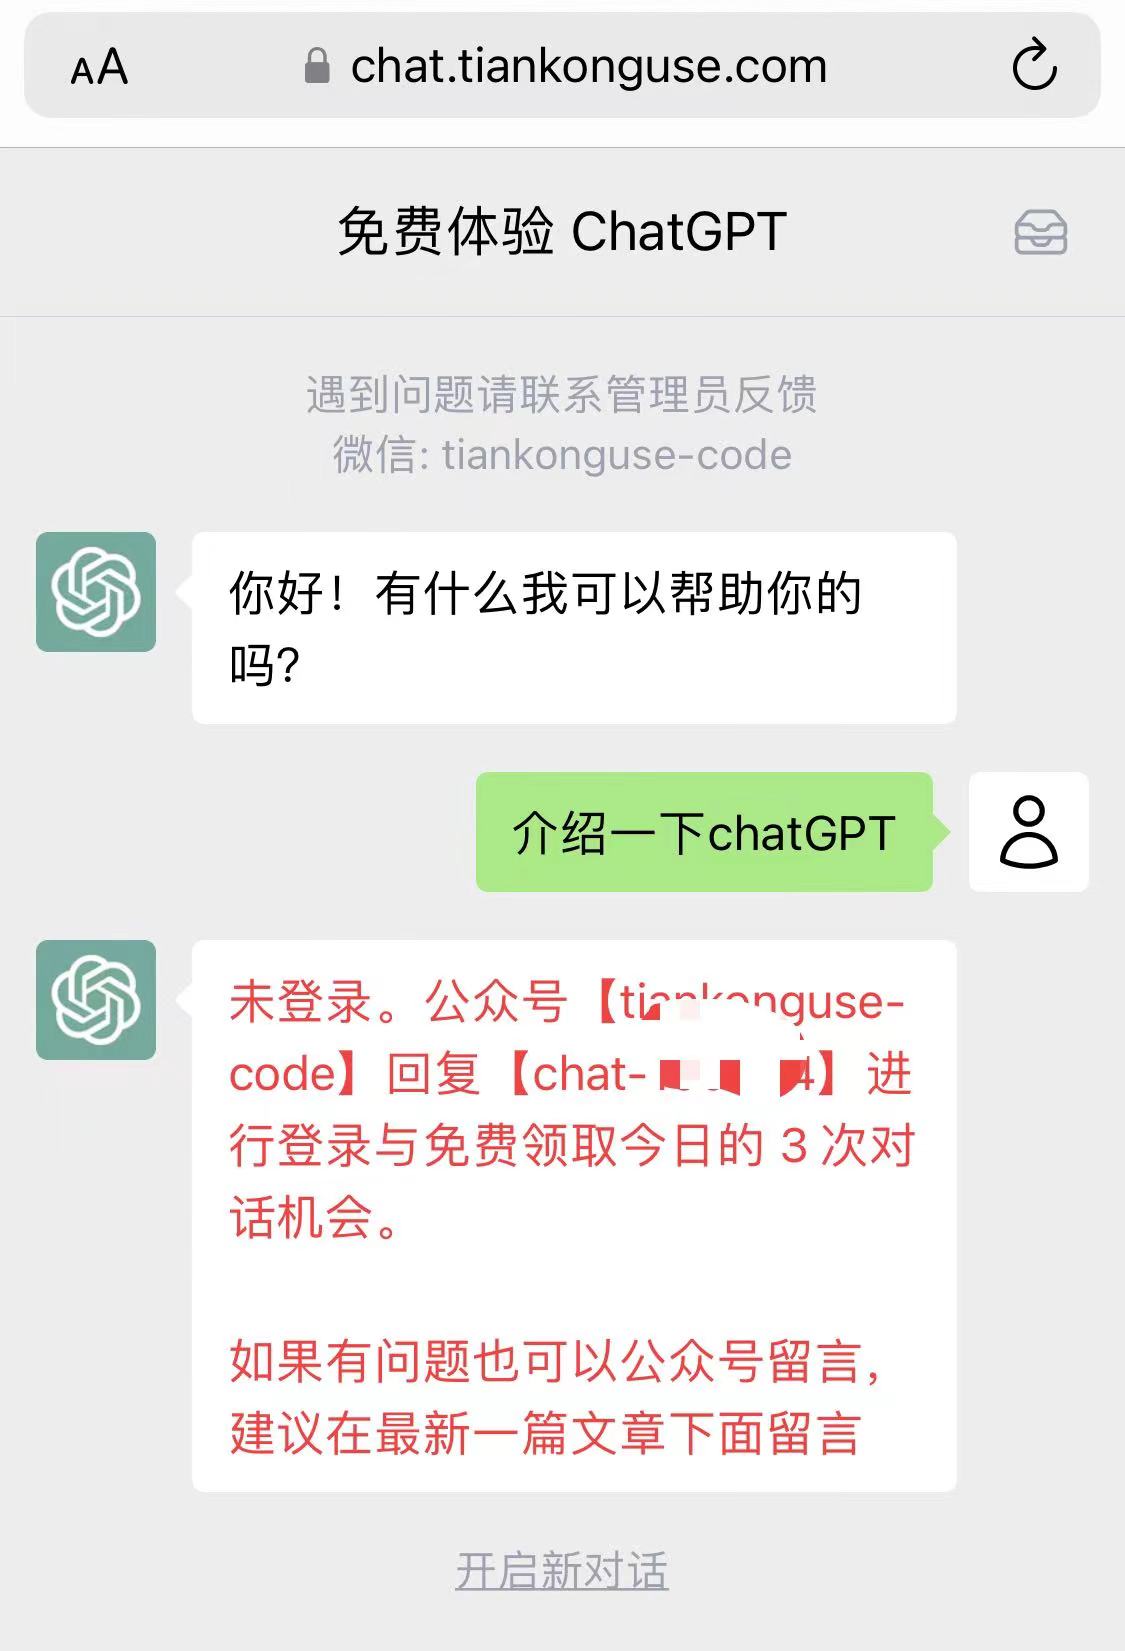 AA chat.tiankonguse.com
免费体验 ChatGPT
遇到问题请联系管理员反馈
微信: tiankonguse-code
你好！有什么我可以帮助你的
吗?
介绍一下chatGPT
未登录。公众号【tiankonguse-
code】回复【chat- 4】进
行登录与免费领取今日的 3 次对
话机会。
如果有问题也可以公众号留言,
建议在最新一篇文章下面留言
开启新对话